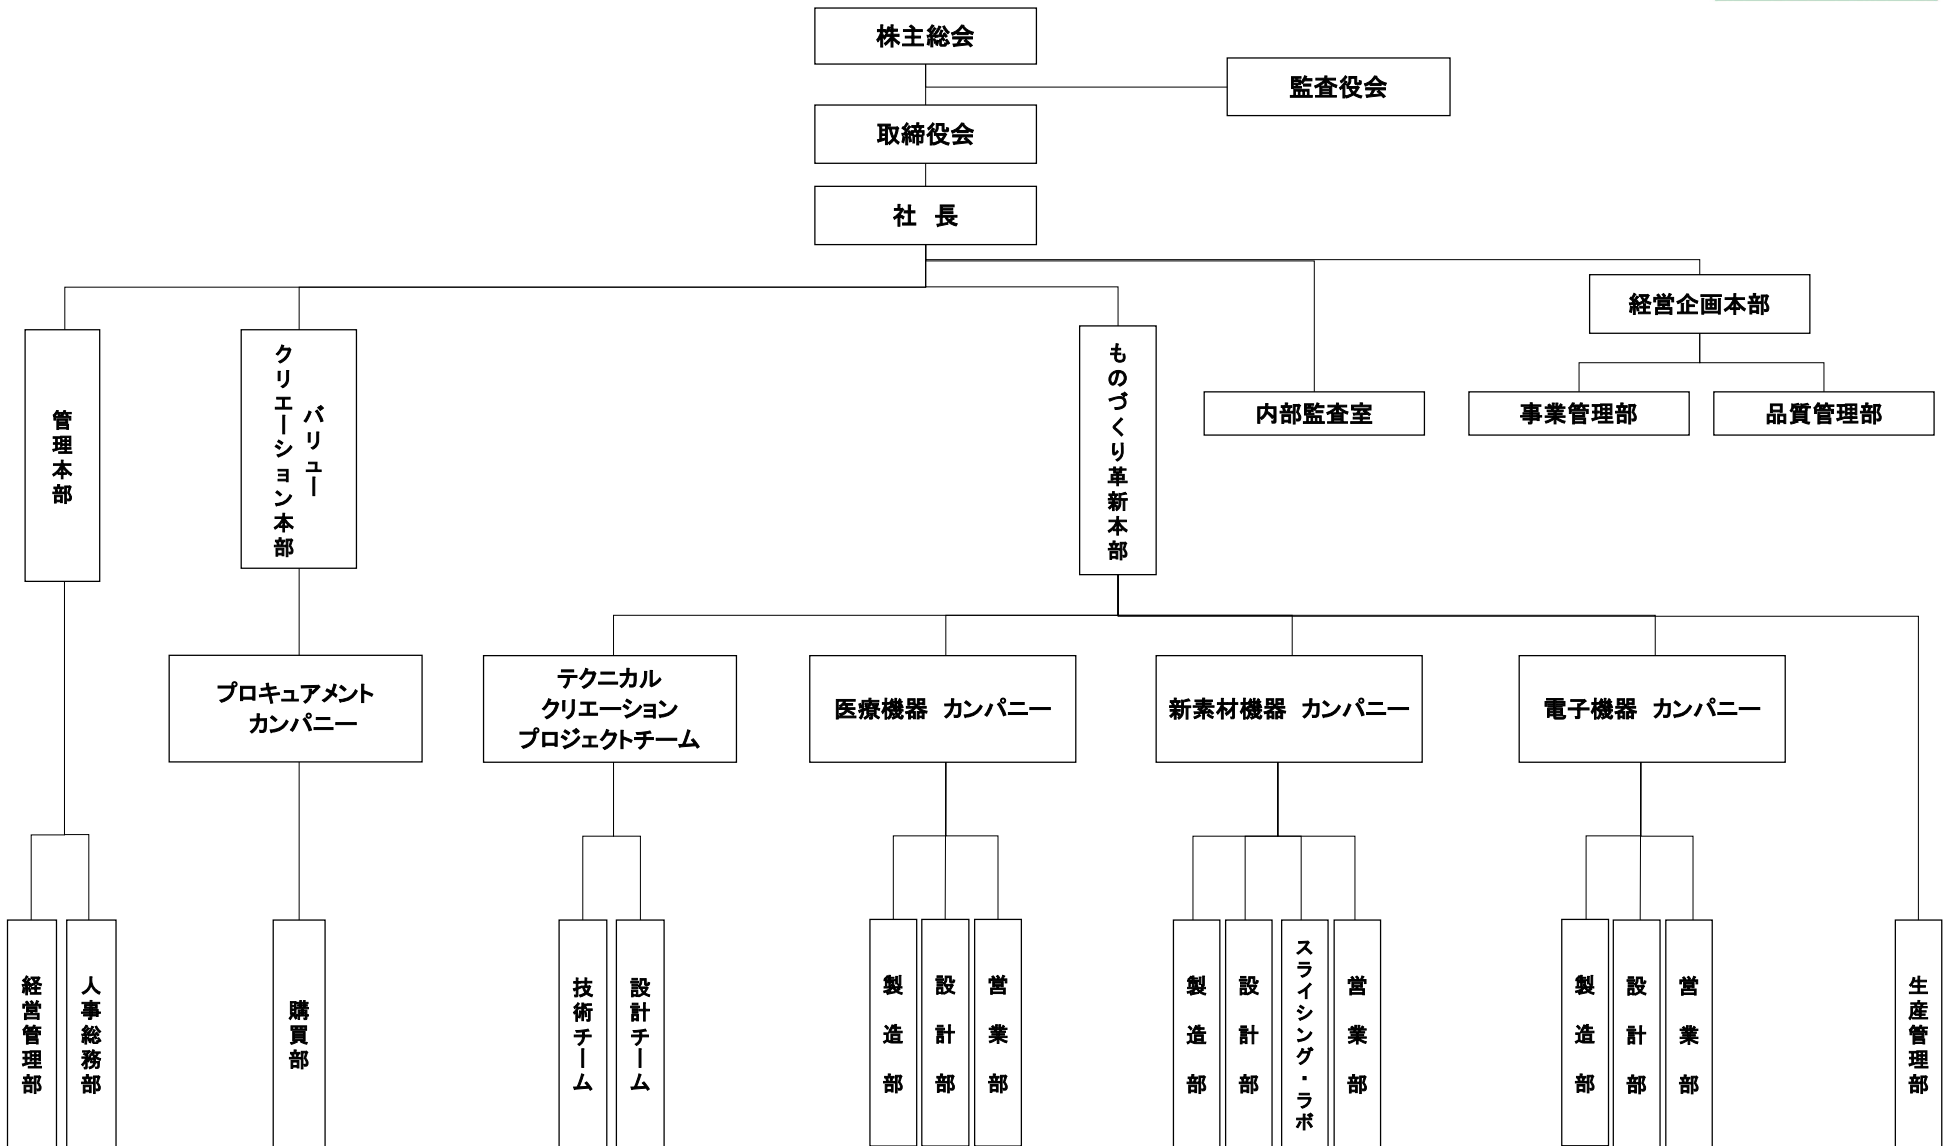 株主総会
監査役会
取締役会
社 長
経営企画本部
管理本部
バリュー
クリエーション本部
ものづくり革新本部
内部監査室
事業管理部
品質管理部
プロキュアメント
カンパニー
テクニカル
クリエーション
プロジェクトチーム
医療機器 カンパニー
新素材機器 カンパニー
電子機器 カンパニー
経営管理部
人事総務部
購買部
技術チーム
設計チーム
製造部
設計部
営業部
製造部
設計部
スライシング・ラボ
営業部
製造部
設計部
営業部
生産管理部